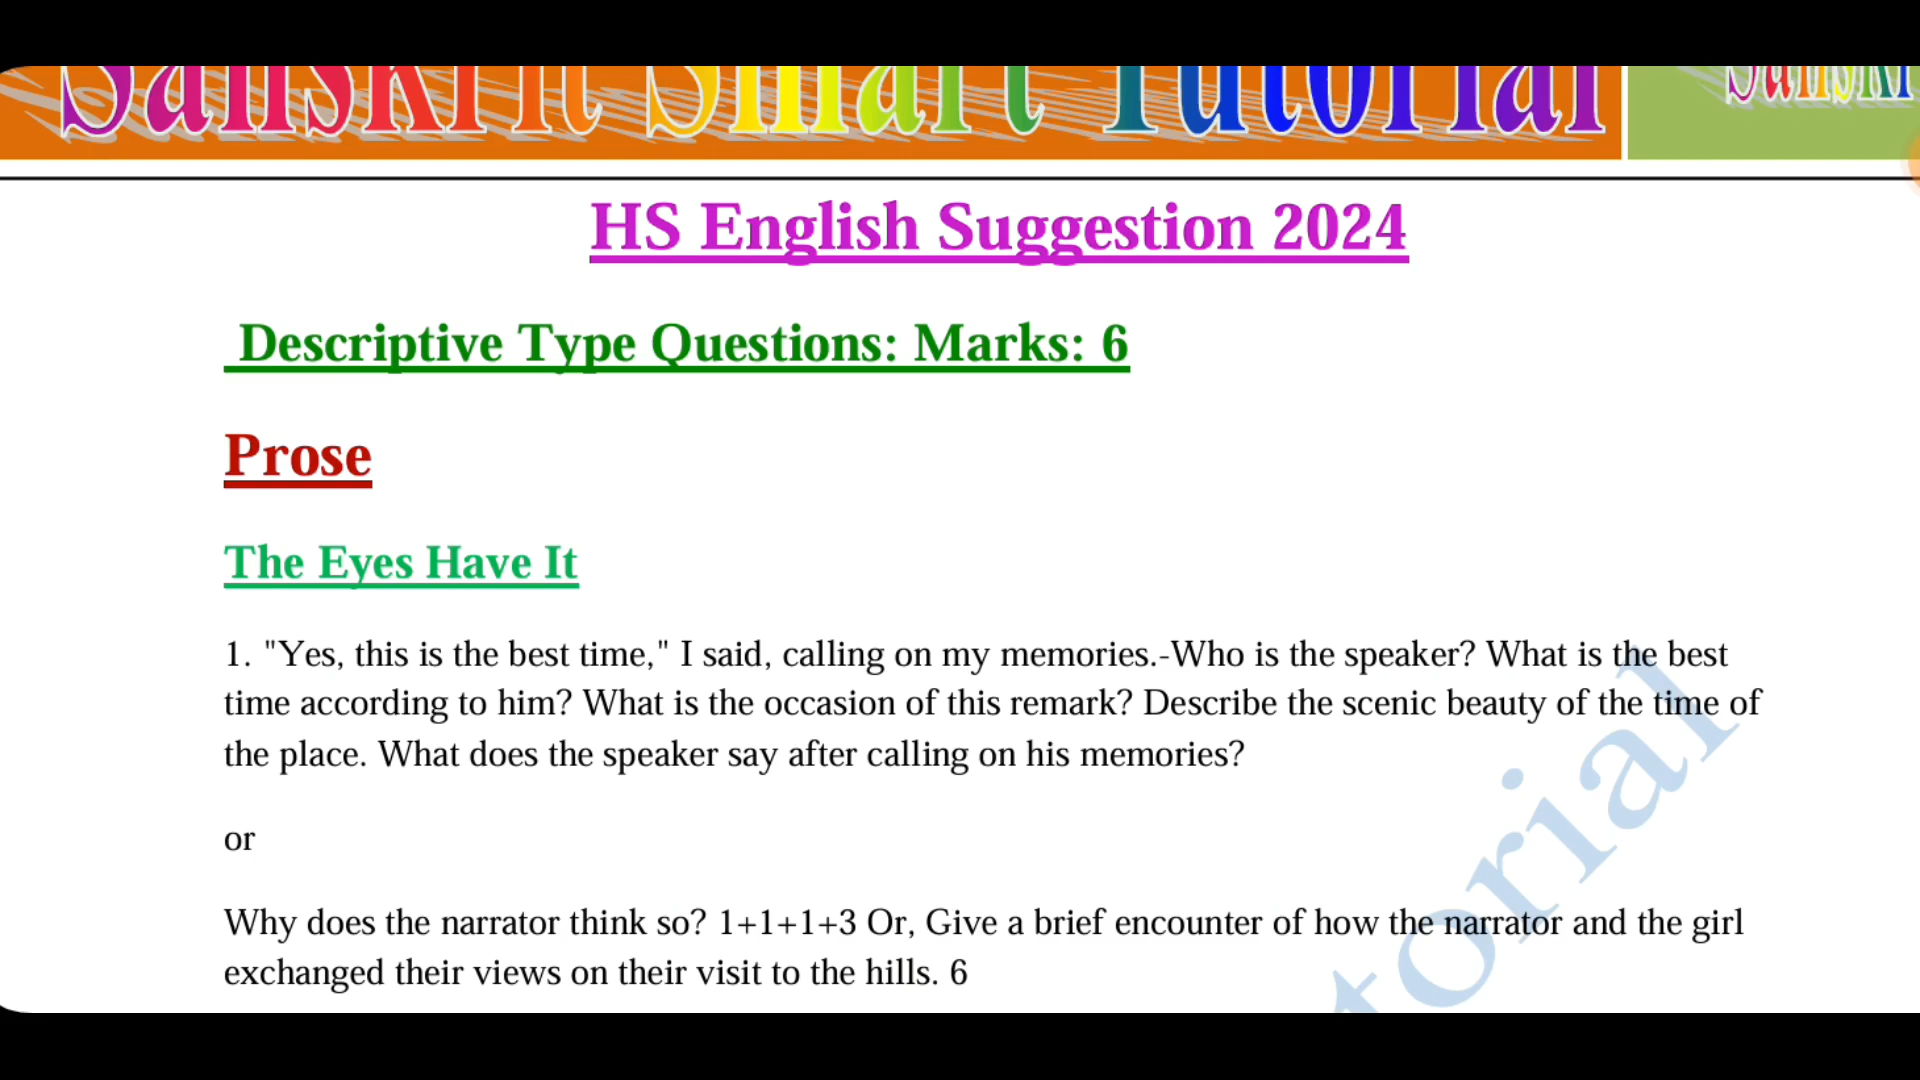 Sanskrit Smart Tutorial
HS English Suggestion 2024
Descriptive Type Questions: Marks: 6
Prose
The Eyes Have It
1. "Yes, this is the best time," I said, calling on my memories.-Who is the speaker? What is the best
time according to him? What is the occasion of this remark? Describe the scenic beauty of the time of
the place. What does the speaker say after calling on his memories?
or
Why does the narrator think so? 1+1+1+3 Or, Give a brief encounter of how the narrator and the girl
exchanged their views on their visit to the hills. 6
torial